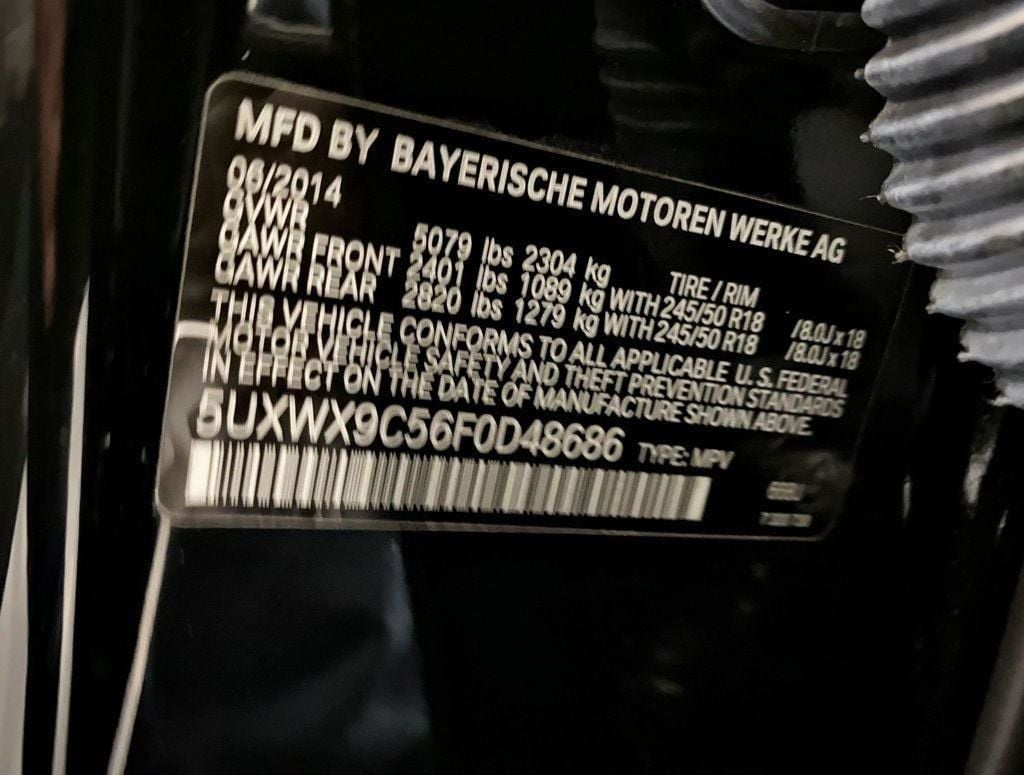 MFD BY BAYERISCHE MOTOREN WERKE AG
06/2014
GVWR 5079 lbs 2304 kg TIRE / RIM
GAWR FRONT 2401 lbs 1089 kg WITH 245/50 R18 /8.0J x 18
GAWR REAR 2820 lbs 1279 kg WITH 245/50 R18 /8.0J x 18
THIS VEHICLE CONFORMS TO ALL APPLICABLE U. S. FEDERAL
MOTOR VEHICLE SAFETY AND THEFT PREVENTION STANDARDS
IN EFFECT ON THE DATE OF MANUFACTURE SHOWN ABOVE.
5UXWX9C56F0D48686 TYPE: MPV